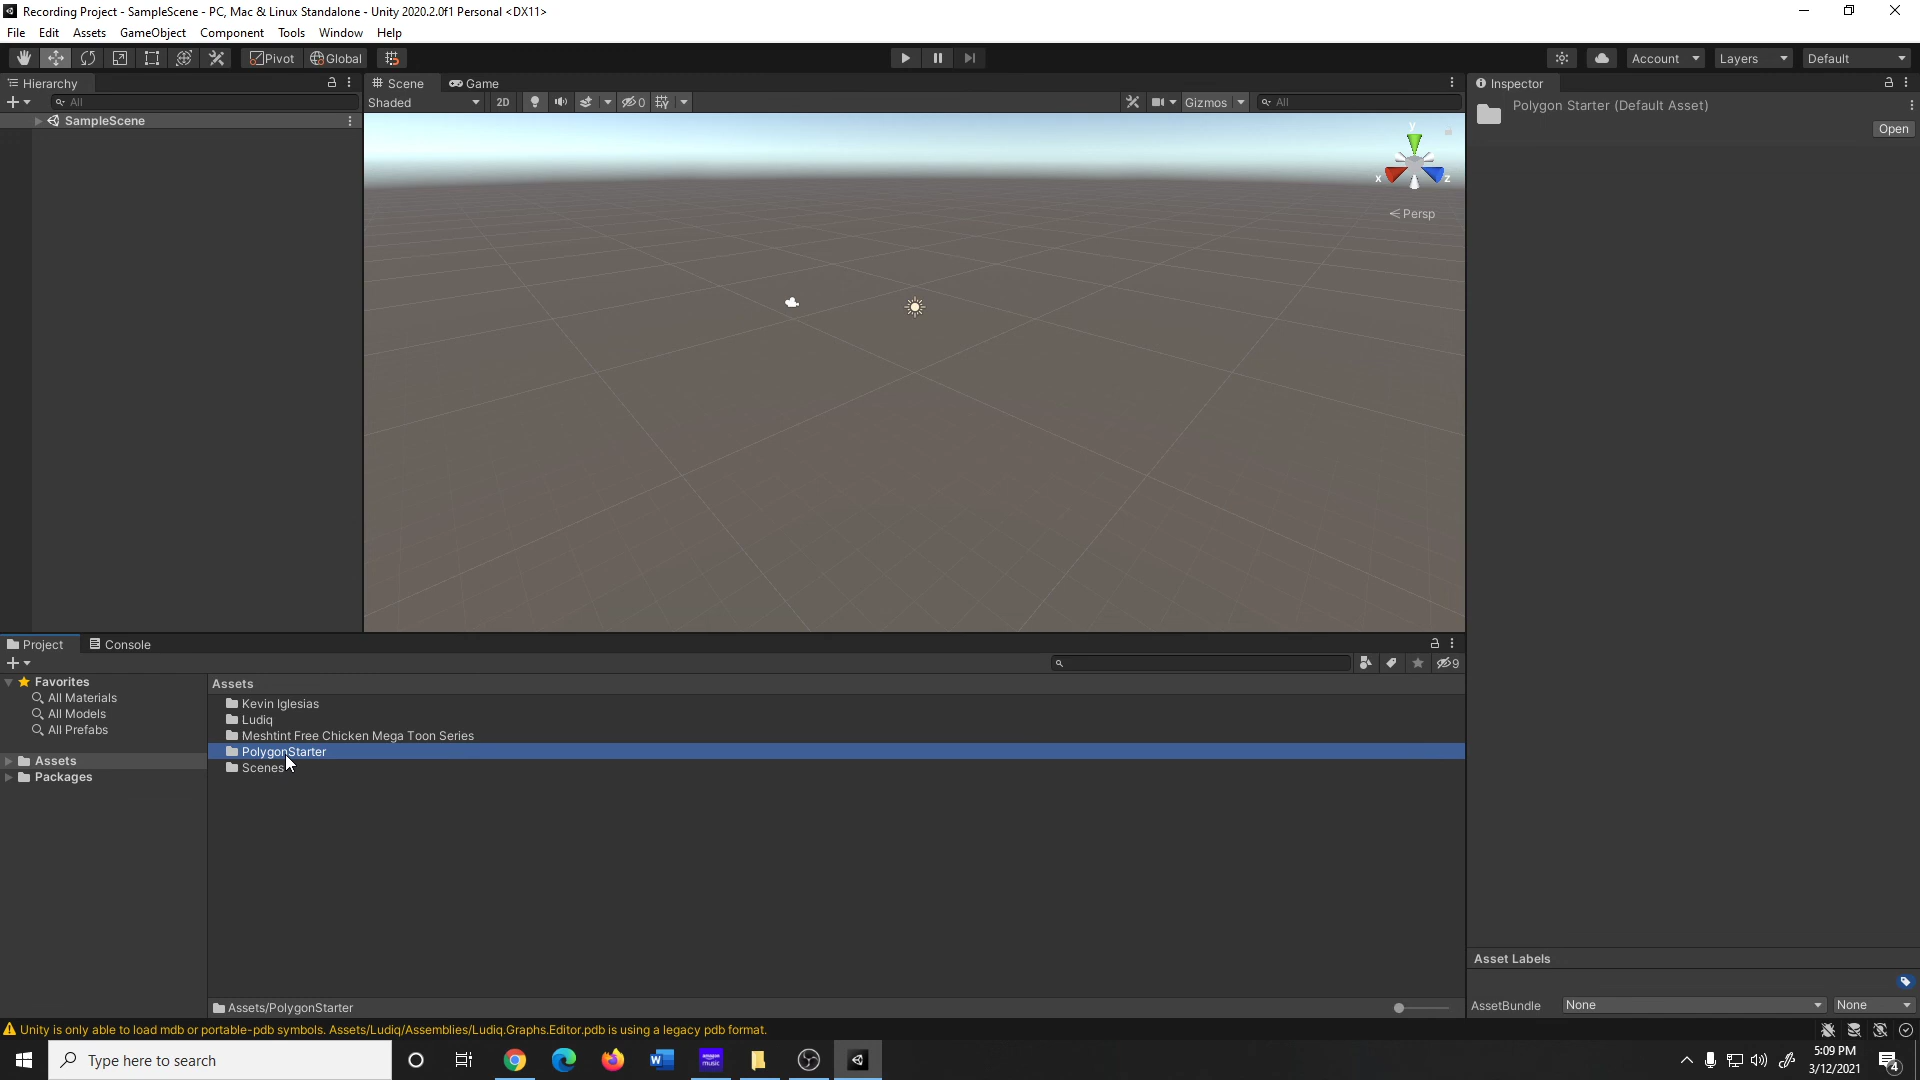 Recording Project - SampleScene - PC, Mac & Linux Standalone - Unity 2020.2.0f1 Personal <DX11>
File Edit Assets GameObject Component Tools Window Help
Pivot Global Account Layers Default
Hierarchy Scene Game Inspector
All Shaded 2D 0 Gizmos All
Polygon Starter (Default Asset)
Open
SampleScene
y
x z
Persp
Project Console
9
Favorites
All Materials
All Models
All Prefabs
Assets
Packages
Assets
Kevin Iglesias
Ludiq
Meshtint Free Chicken Mega Toon Series
PolygonStarter
Scenes
Assets/PolygonStarter
Asset Labels
AssetBundle None None
Unity is only able to load mdb or portable-pdb symbols. Assets/Ludiq/Assemblies/Ludiq.Graphs.Editor.pdb is using a legacy pdb format.
Type here to search
W
amazon music
5:09 PM
3/12/2021
4